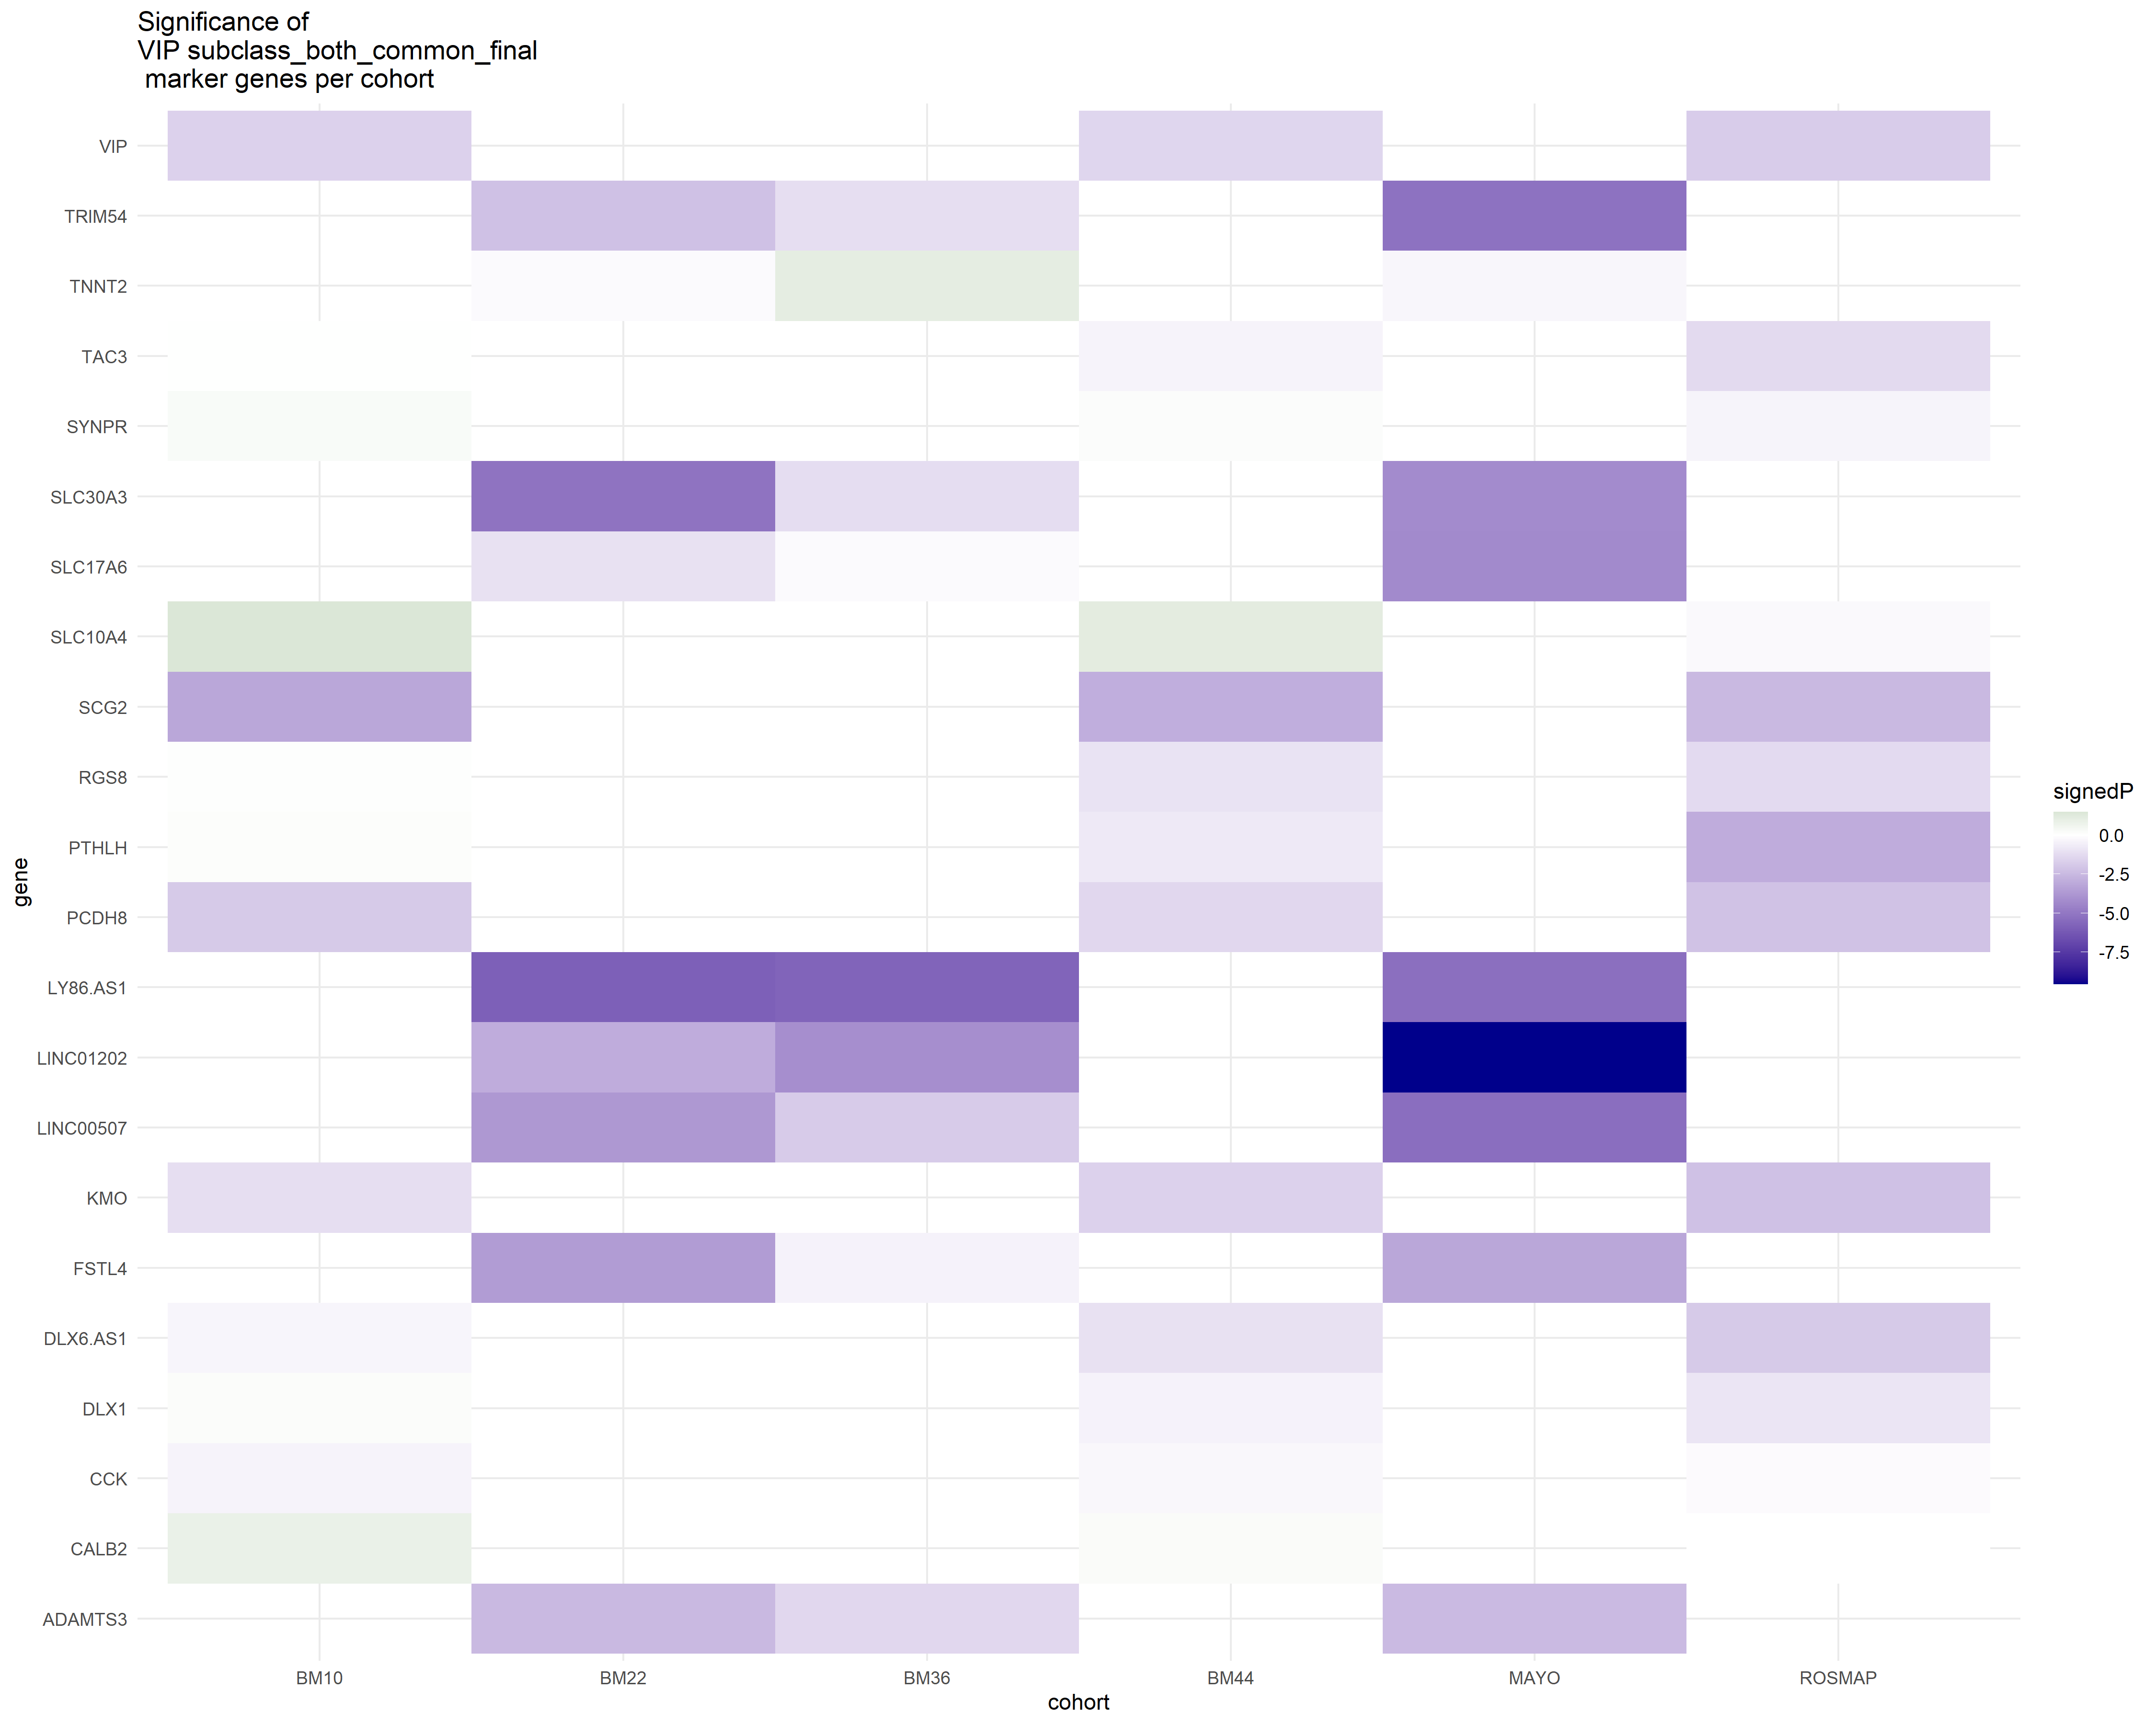 Significance of
VIP subclass_both_common_final
marker genes per cohort
gene
VIP
TRIM54
TNNT2
TAC3
SYNPR
SLC30A3
SLC17A6
SLC10A4
SCG2
RGS8
PTHLH
PCDH8
LY86.AS1
LINC01202
LINC00507
KMO
FSTL4
DLX6.AS1
DLX1
CCK
CALB2
ADAMTS3
BM10 BM22 BM36 BM44 MAYO ROSMAP
cohort
signedP
0.0
-2.5
-5.0
-7.5